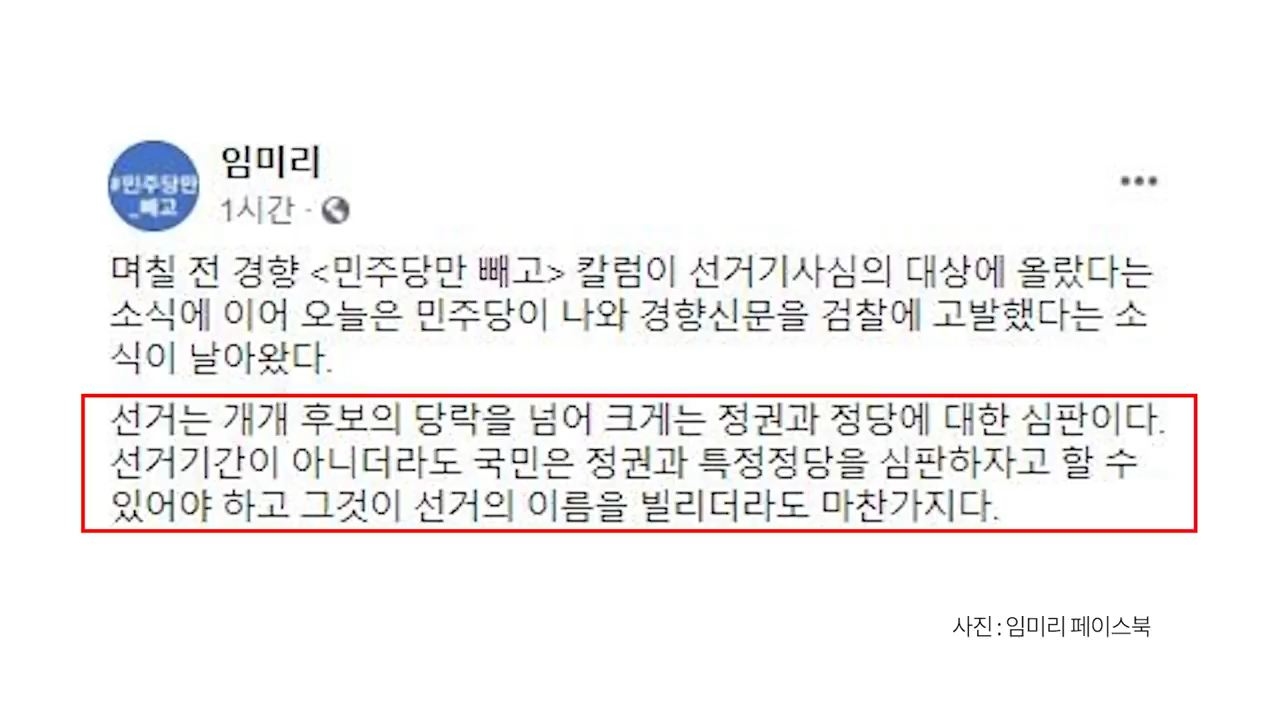 #민주당만
_빼고
임미리
1시간 ·
며칠 전 경향 <민주당만 빼고> 칼럼이 선거기사심의 대상에 올랐다는
소식에 이어 오늘은 민주당이 나와 경향신문을 검찰에 고발했다는 소
식이 날아왔다.
선거는 개개 후보의 당락을 넘어 크게는 정권과 정당에 대한 심판이다.
선거기간이 아니더라도 국민은 정권과 특정정당을 심판하자고 할 수
있어야 하고 그것이 선거의 이름을 빌리더라도 마찬가지다.
사진 : 임미리 페이스북